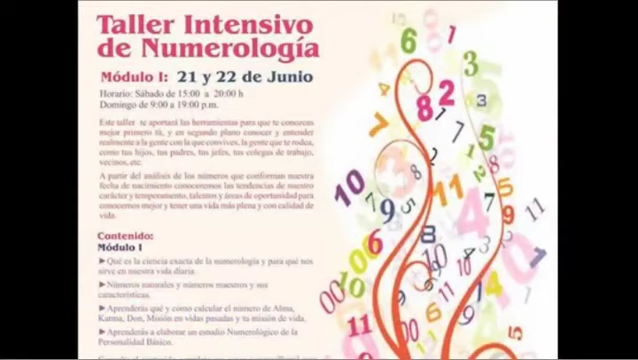 Taller Intensivo
de Numerología
Módulo I: 21 y 22 de Junio
Horario: Sábado de 15:00 a 20:00 h
Domingo de 9:00 a 19:00 p.m.
Este taller te aportará las herramientas para que te conozcas
mejor primero tú, y en segundo plano conocer y entender
realmente a la gente con la que convives, la gente que te rodea,
como tus hijos, tus padres, tus jefes, tus colegas de trabajo,
vecinos, etc.
A partir del análisis de los números que conforman nuestra
fecha de nacimiento conoceremos las tendencias de nuestro
carácter y temperamento, talentos y áreas de oportunidad para
conocernos mejor y tener una vida más plena y con calidad de
vida.
Contenido:
Módulo I
►Qué es la ciencia exacta de la numerología y para qué nos
sirve en nuestra vida diaria.
►Números naturales y números maestros y sus
características.
►Aprenderás qué y como calcular el número de Alma,
Karma, Don, Misión en vidas pasadas y tu misión de vida.
►Aprenderás a elaborar un estudio Numerológico de la
Personalidad Básico.